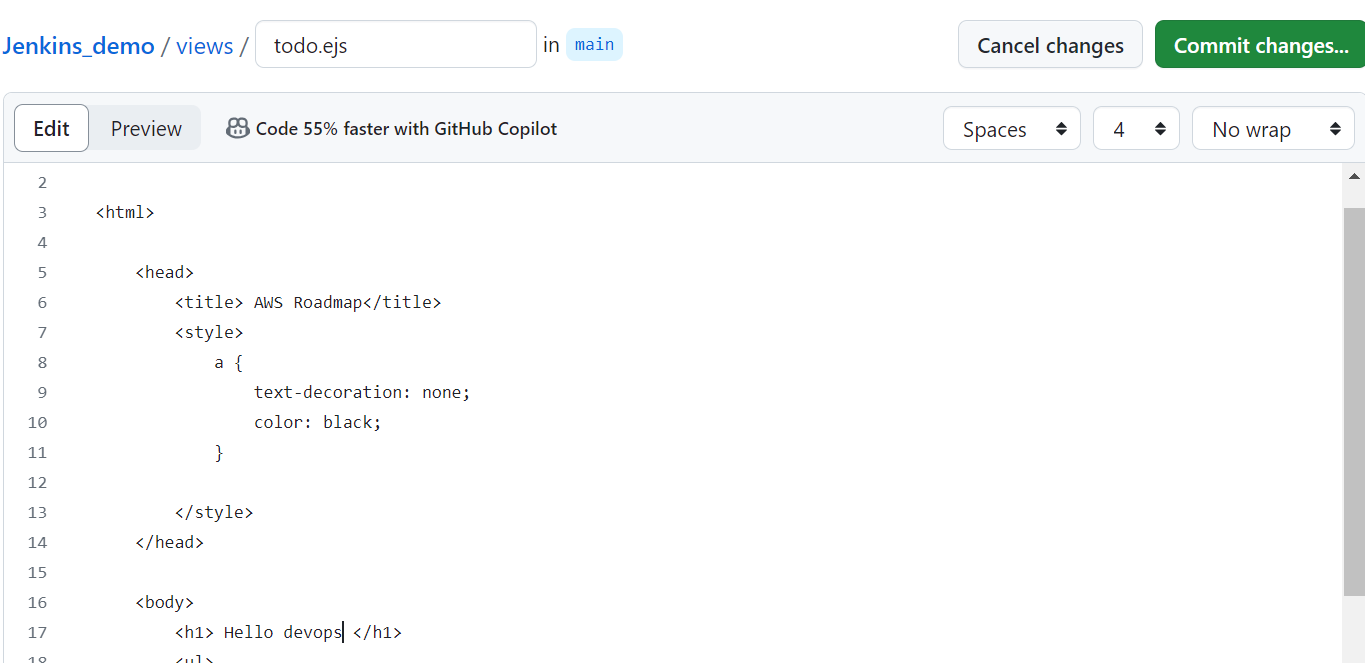 Jenkins_demo / views / todo.ejs in main Cancel changes Commit changes...
Edit Preview Code 55% faster with GitHub Copilot Spaces 4 No wrap
2
3 <html>
4
5 <head>
6 <title> AWS Roadmap</title>
7 <style>
8 a {
9 text-decoration: none;
10 color: black;
11 }
12
13 </style>
14 </head>
15
16 <body>
17 <h1> Hello devops </h1>
18 <ul>